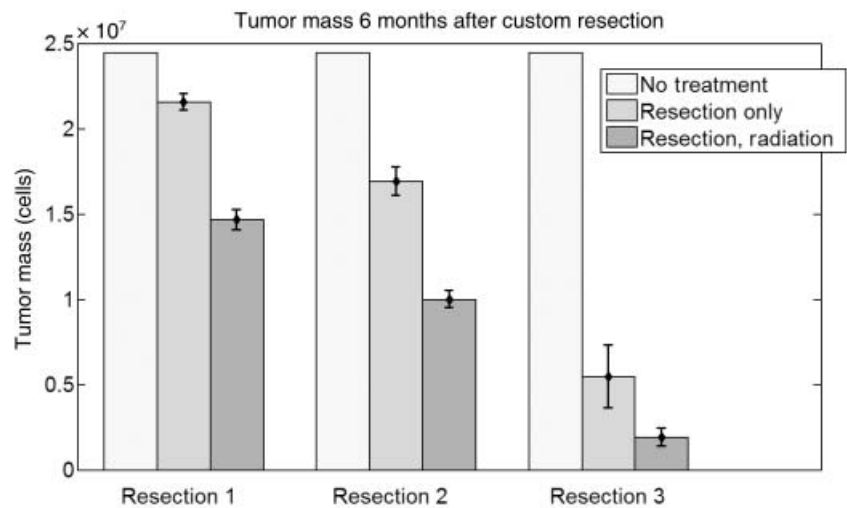 Tumor mass 6 months after custom resection
× 10⁷
2.5
2
1.5
1
0.5
0
Tumor mass (cells)
No treatment
Resection only
Resection, radiation
Resection 1
Resection 2
Resection 3